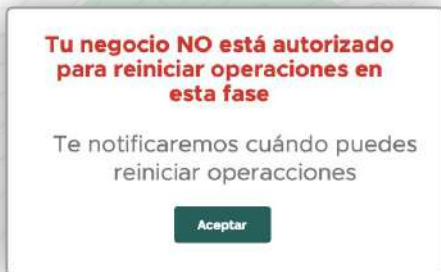 Tu negocio NO está autorizado
para reiniciar operaciones en
esta fase
Te notificaremos cuándo puedes
reiniciar operacciones
Aceptar